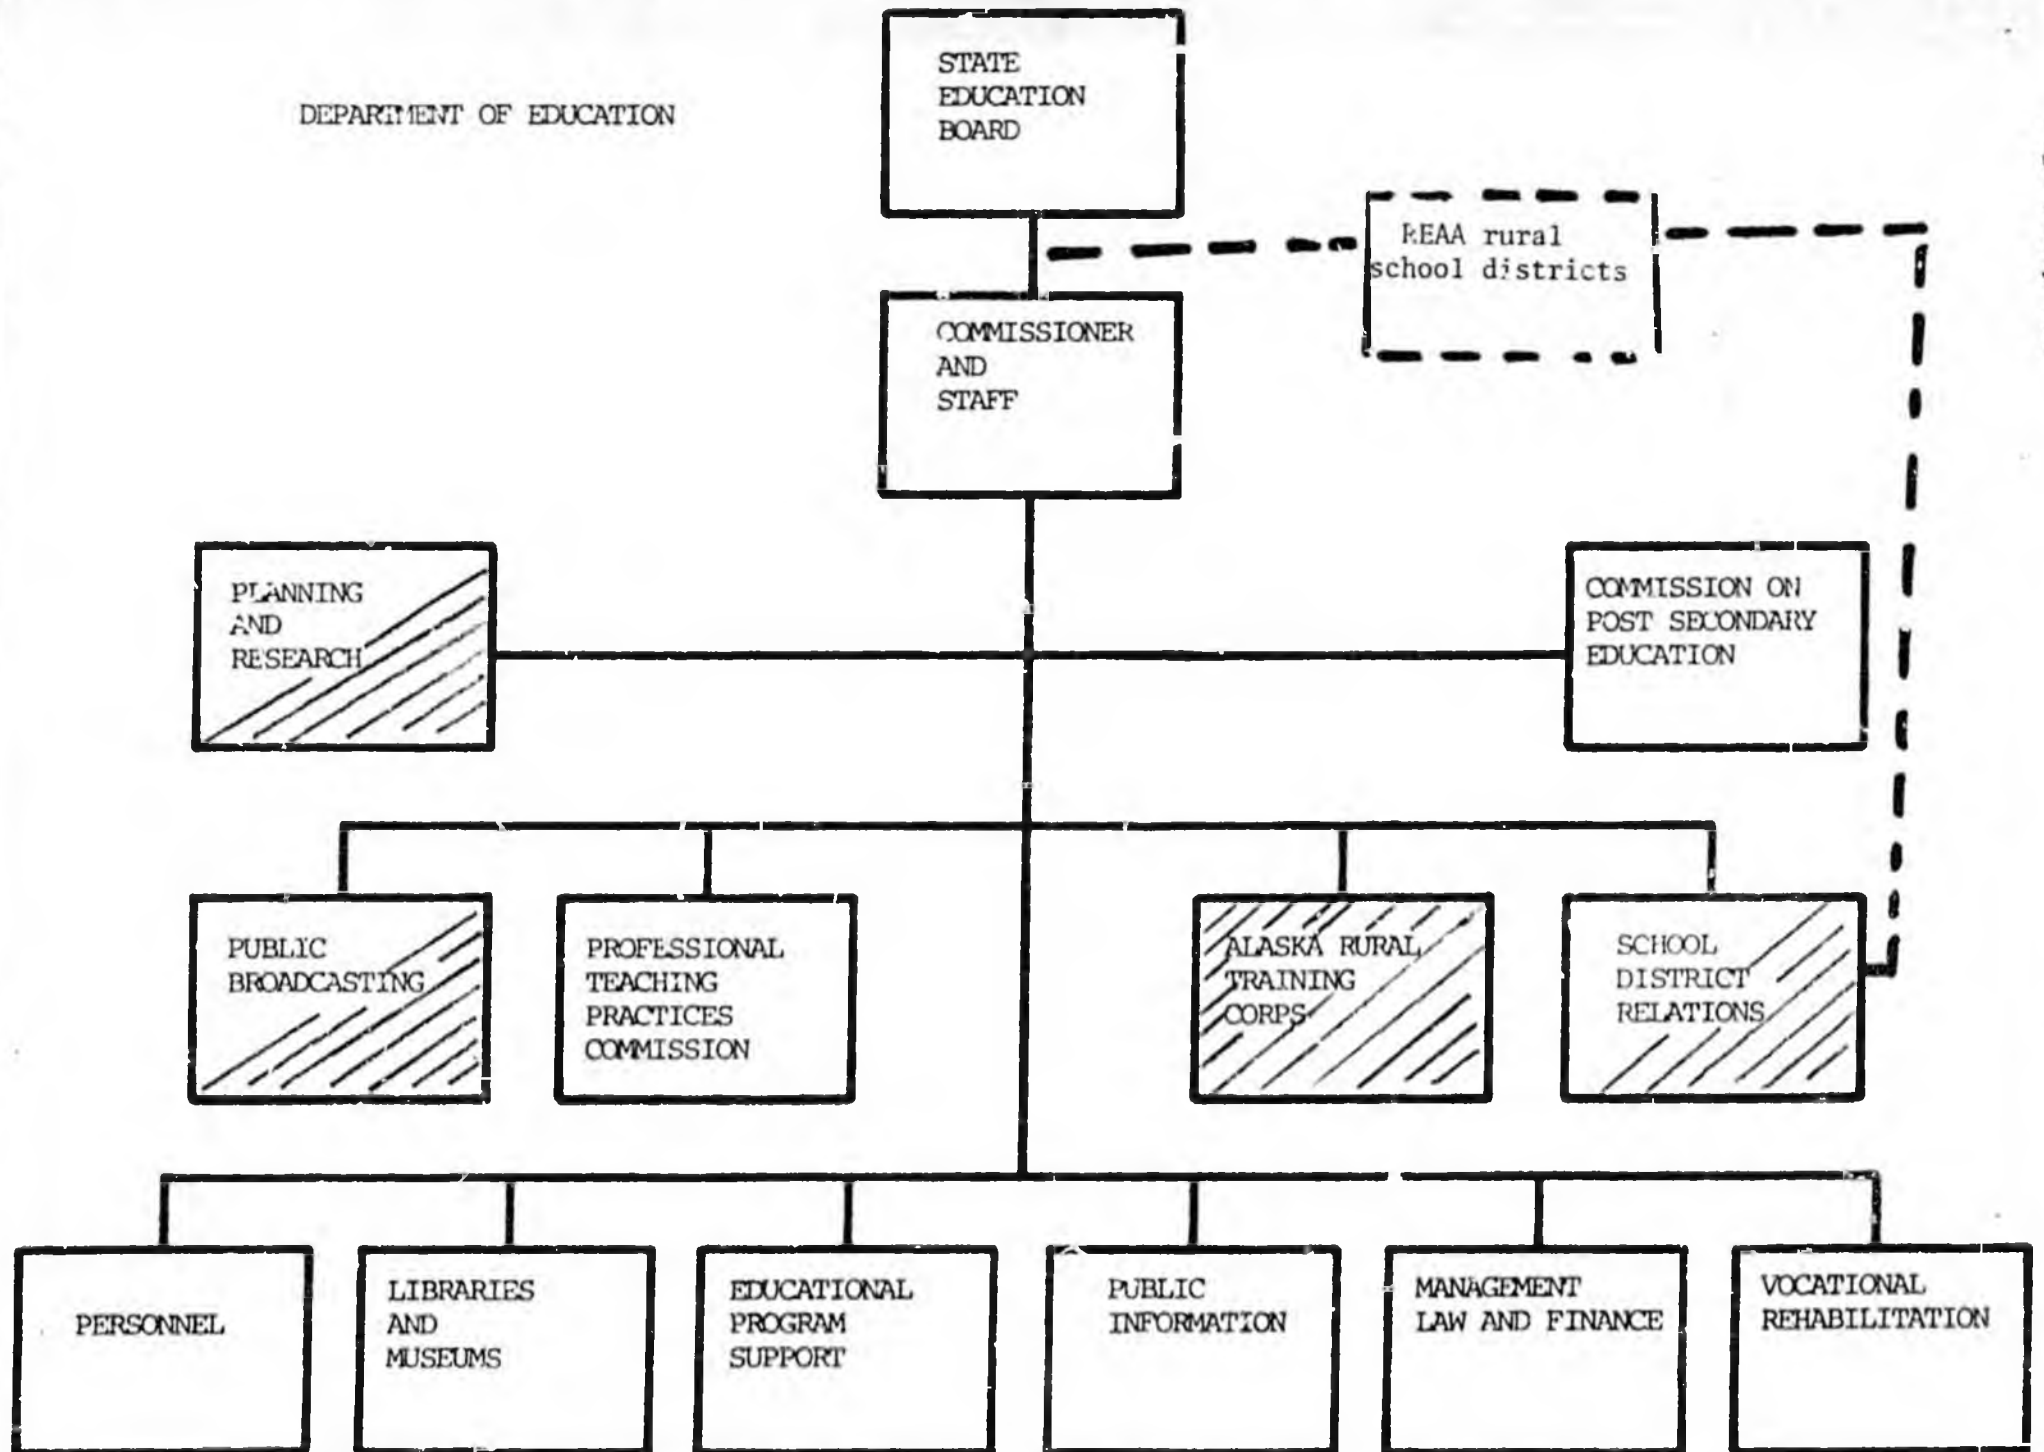 DEPARTMENT OF EDUCATION
STATE
EDUCATION
BOARD
REAA rural
school districts
COMMISSIONER
AND
STAFF
PLANNING
AND
RESEARCH
COMMISSION ON
POST SECONDARY
EDUCATION
PUBLIC
BROADCASTING
PROFESSIONAL
TEACHING
PRACTICES
COMMISSION
ALASKA RURAL
TRAINING
CORPS
SCHOOL
DISTRICT
RELATIONS
PERSONNEL
LIBRARIES
AND
MUSEUMS
EDUCATIONAL
PROGRAM
SUPPORT
PUBLIC
INFORMATION
MANAGEMENT
LAW AND FINANCE
VOCATIONAL
REHABILITATION